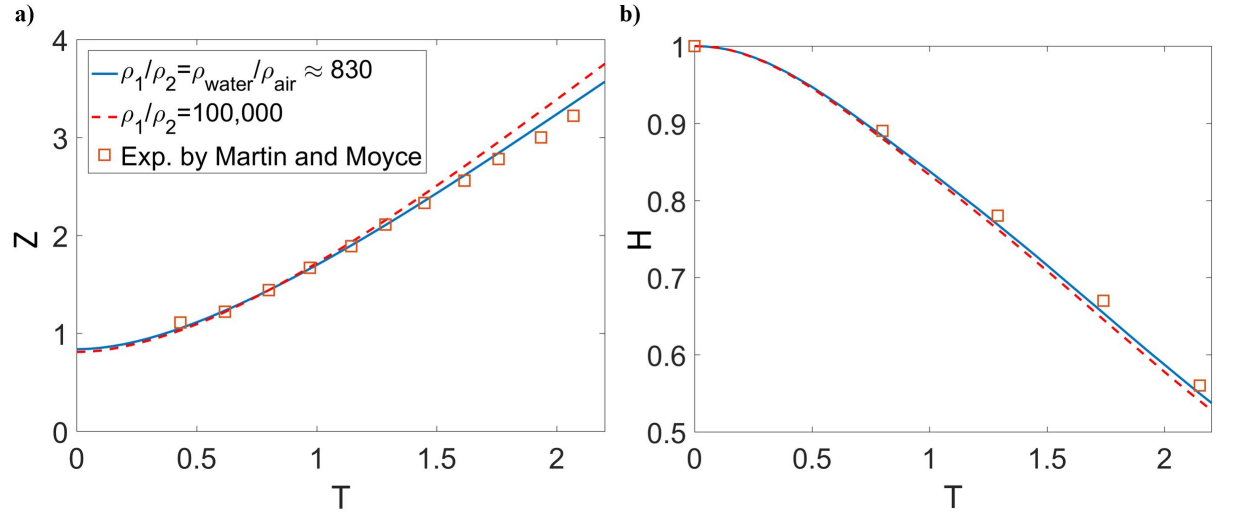 a)
4
3
2
1
0
Z
ρ1/ρ2=ρwater/ρair ≈ 830
ρ1/ρ2=100,000
Exp. by Martin and Moyce
0 0.5 1 1.5 2
T
b)
1
0.9
0.8
0.7
0.6
0.5
H
0 0.5 1 1.5 2
T